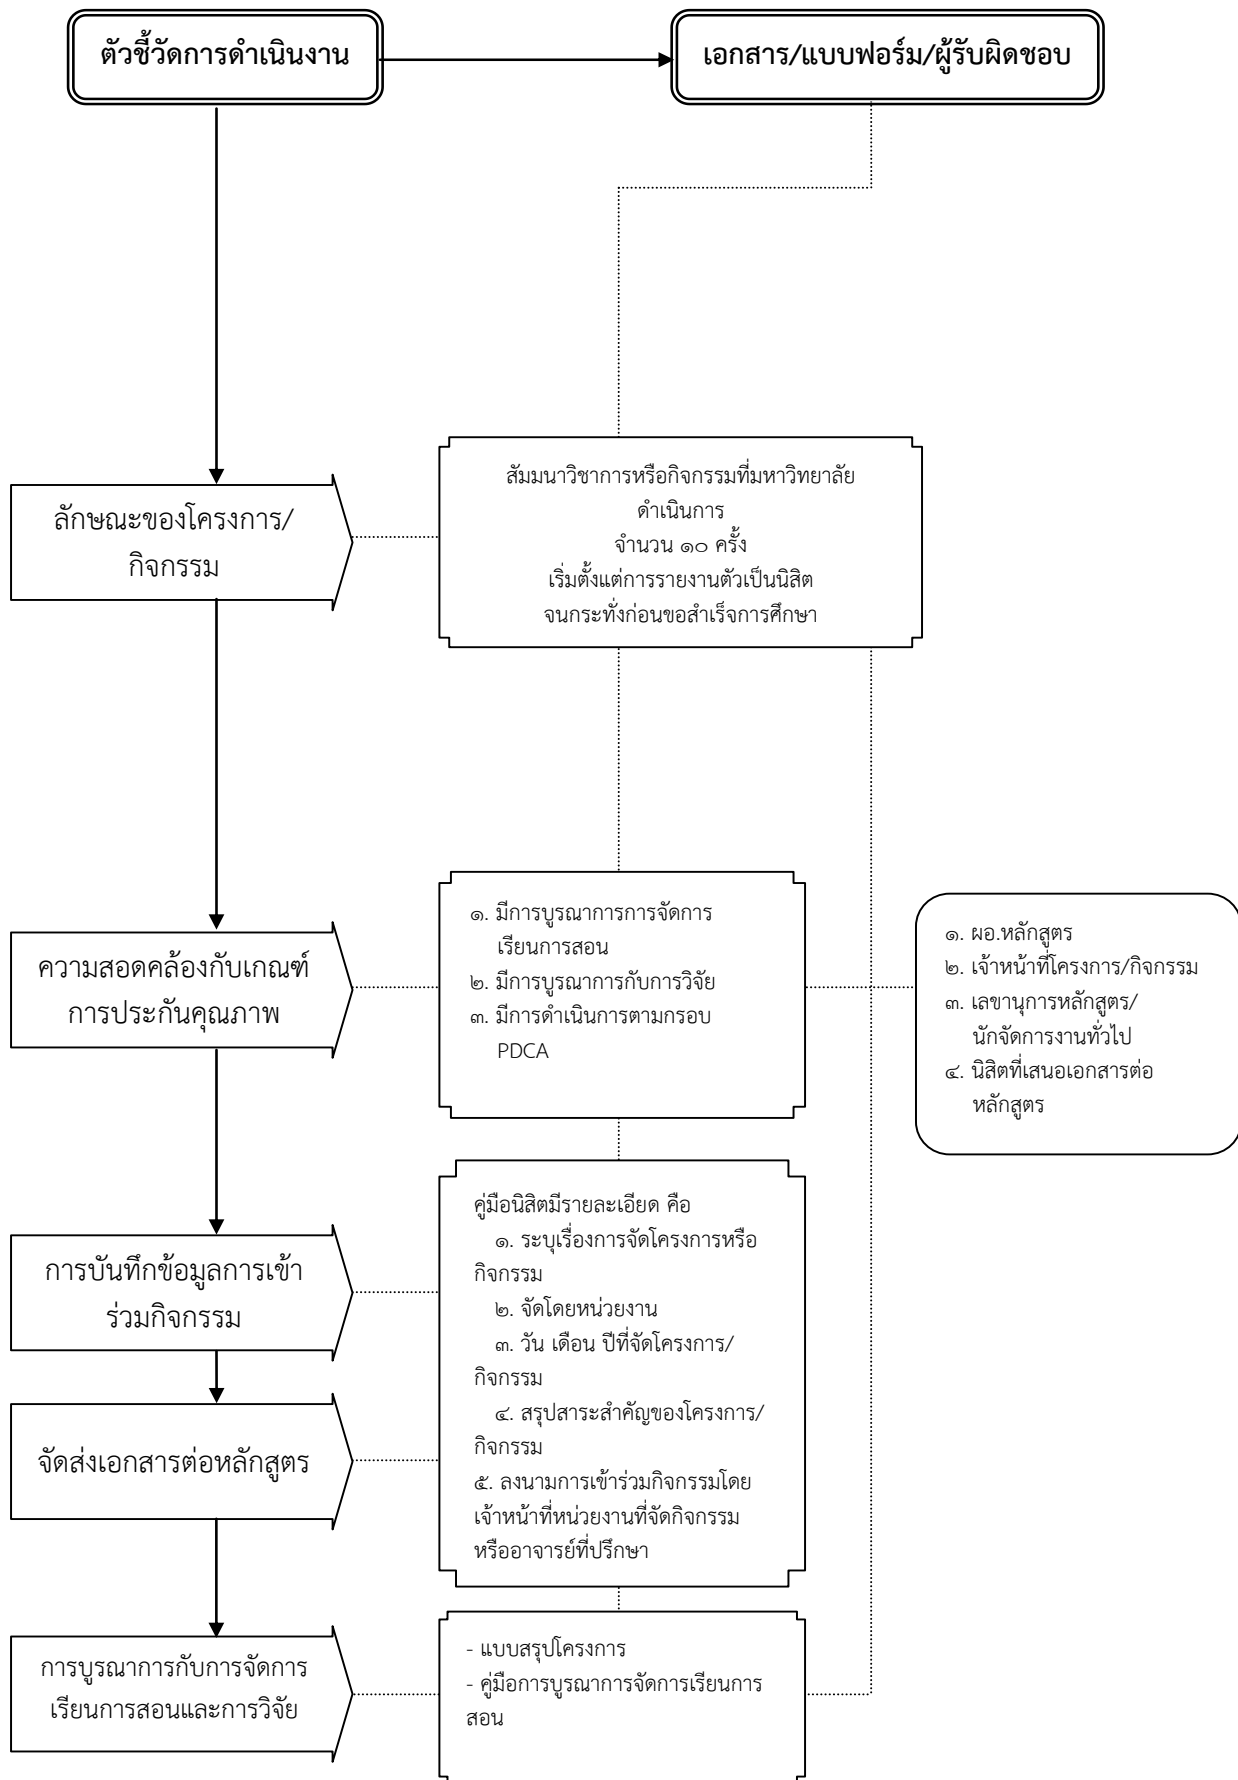 ตัวชี้วัดการดำเนินงาน
เอกสาร/แบบฟอร์ม/ผู้รับผิดชอบ
ลักษณะของโครงการ/
กิจกรรม
สัมมนาวิชาการหรือกิจกรรมที่มหาวิทยาลัย
ดำเนินการ
จำนวน ๑๐ ครั้ง
เริ่มตั้งแต่การรายงานตัวเป็นนิสิต
จนกระทั่งก่อนขอสำเร็จการศึกษา
ความสอดคล้องกับเกณฑ์
การประกันคุณภาพ
๑. มีการบูรณาการการจัดการ
เรียนการสอน
๒. มีการบูรณาการกับการวิจัย
๓. มีการดำเนินการตามกรอบ
PDCA
๑. ผอ.หลักสูตร
๒. เจ้าหน้าที่โครงการ/กิจกรรม
๓. เลขานุการหลักสูตร/
นักจัดการงานทั่วไป
๔. นิสิตที่เสนอเอกสารต่อ
หลักสูตร
การบันทึกข้อมูลการเข้า
ร่วมกิจกรรม
จัดส่งเอกสารต่อหลักสูตร
คู่มือนิสิตมีรายละเอียด คือ
๑. ระบุเรื่องการจัดโครงการหรือ
กิจกรรม
๒. จัดโดยหน่วยงาน
๓. วัน เดือน ปีที่จัดโครงการ/
กิจกรรม
๔. สรุปสาระสำคัญของโครงการ/
กิจกรรม
๕. ลงนามการเข้าร่วมกิจกรรมโดย
เจ้าหน้าที่หน่วยงานที่จัดกิจกรรม
หรืออาจารย์ที่ปรึกษา
การบูรณาการกับการจัดการ
เรียนการสอนและการวิจัย
- แบบสรุปโครงการ
- คู่มือการบูรณาการจัดการเรียนการ
สอน